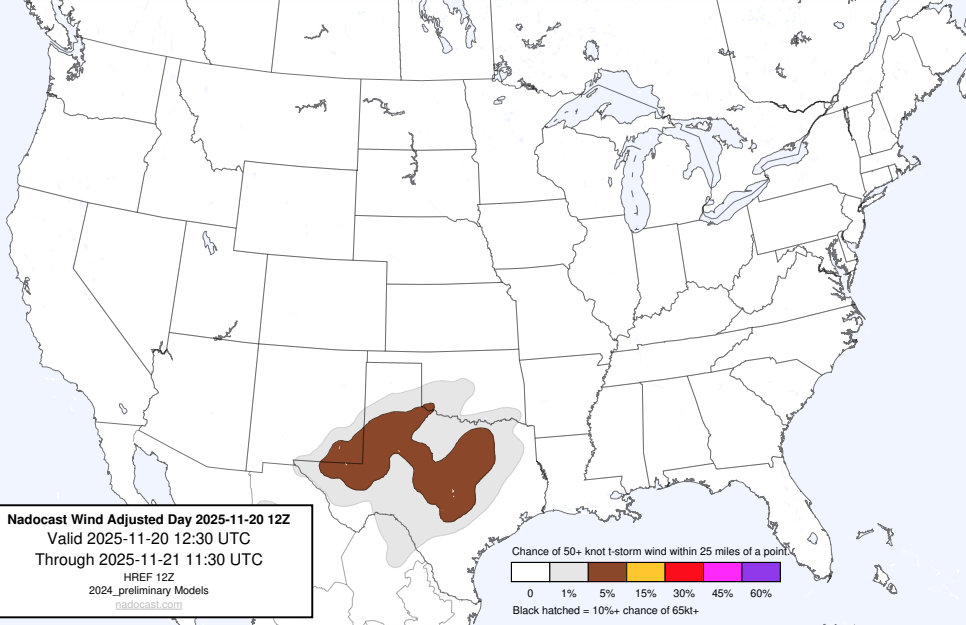 Nadocast Wind Adjusted Day 2025-11-20 12Z
Valid 2025-11-20 12:30 UTC
Through 2025-11-21 11:30 UTC
HREF 12Z
2024_preliminary Models
nadocast.com
Chance of 50+ knot t-storm wind within 25 miles of a point.
0 1% 5% 15% 30% 45% 60%
Black hatched = 10%+ chance of 65kt+